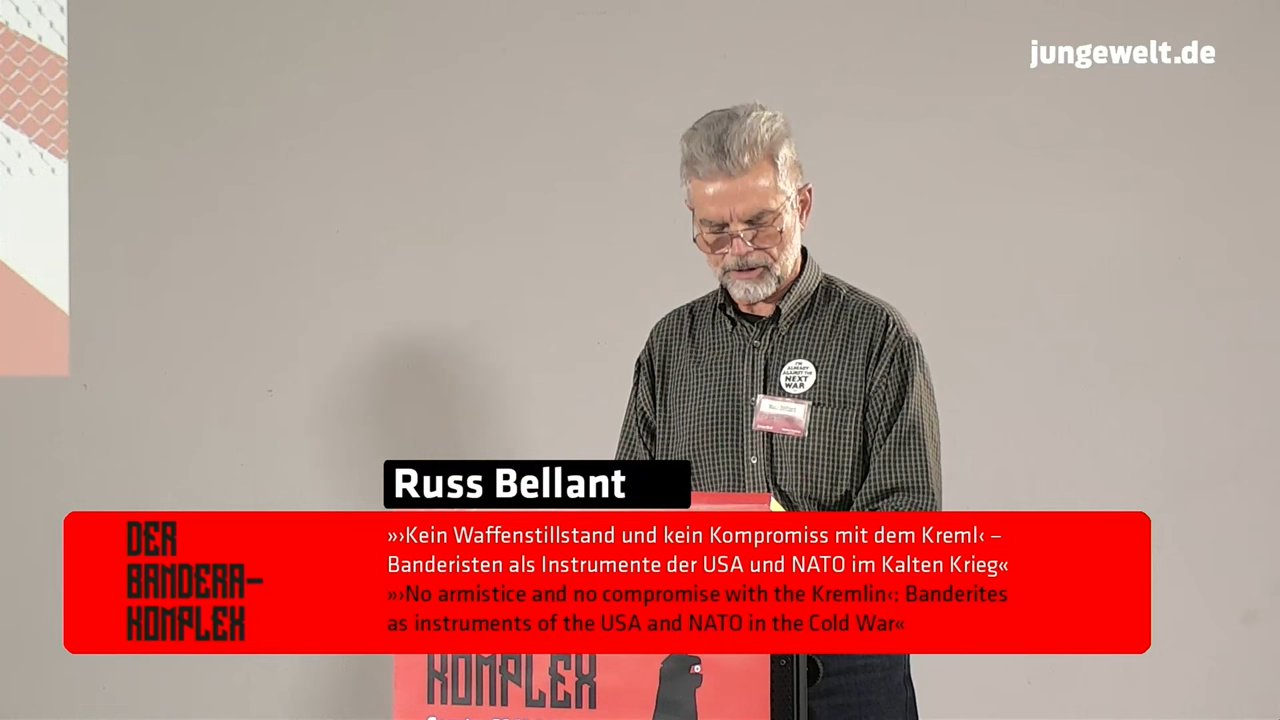 jungewelt.de
I'M
ALREADY
AGAINST THE
NEXT
WAR
Russ Bellant
Russ Bellant
DER
BANDERA-
KOMPLEX
»›Kein Waffenstillstand und kein Kompromiss mit dem Kreml‹ –
Banderisten als Instrumente der USA und NATO im Kalten Krieg«
»›No armistice and no compromise with the Kremlin‹: Banderites
as instruments of the USA and NATO in the Cold War«
KOMPLEX